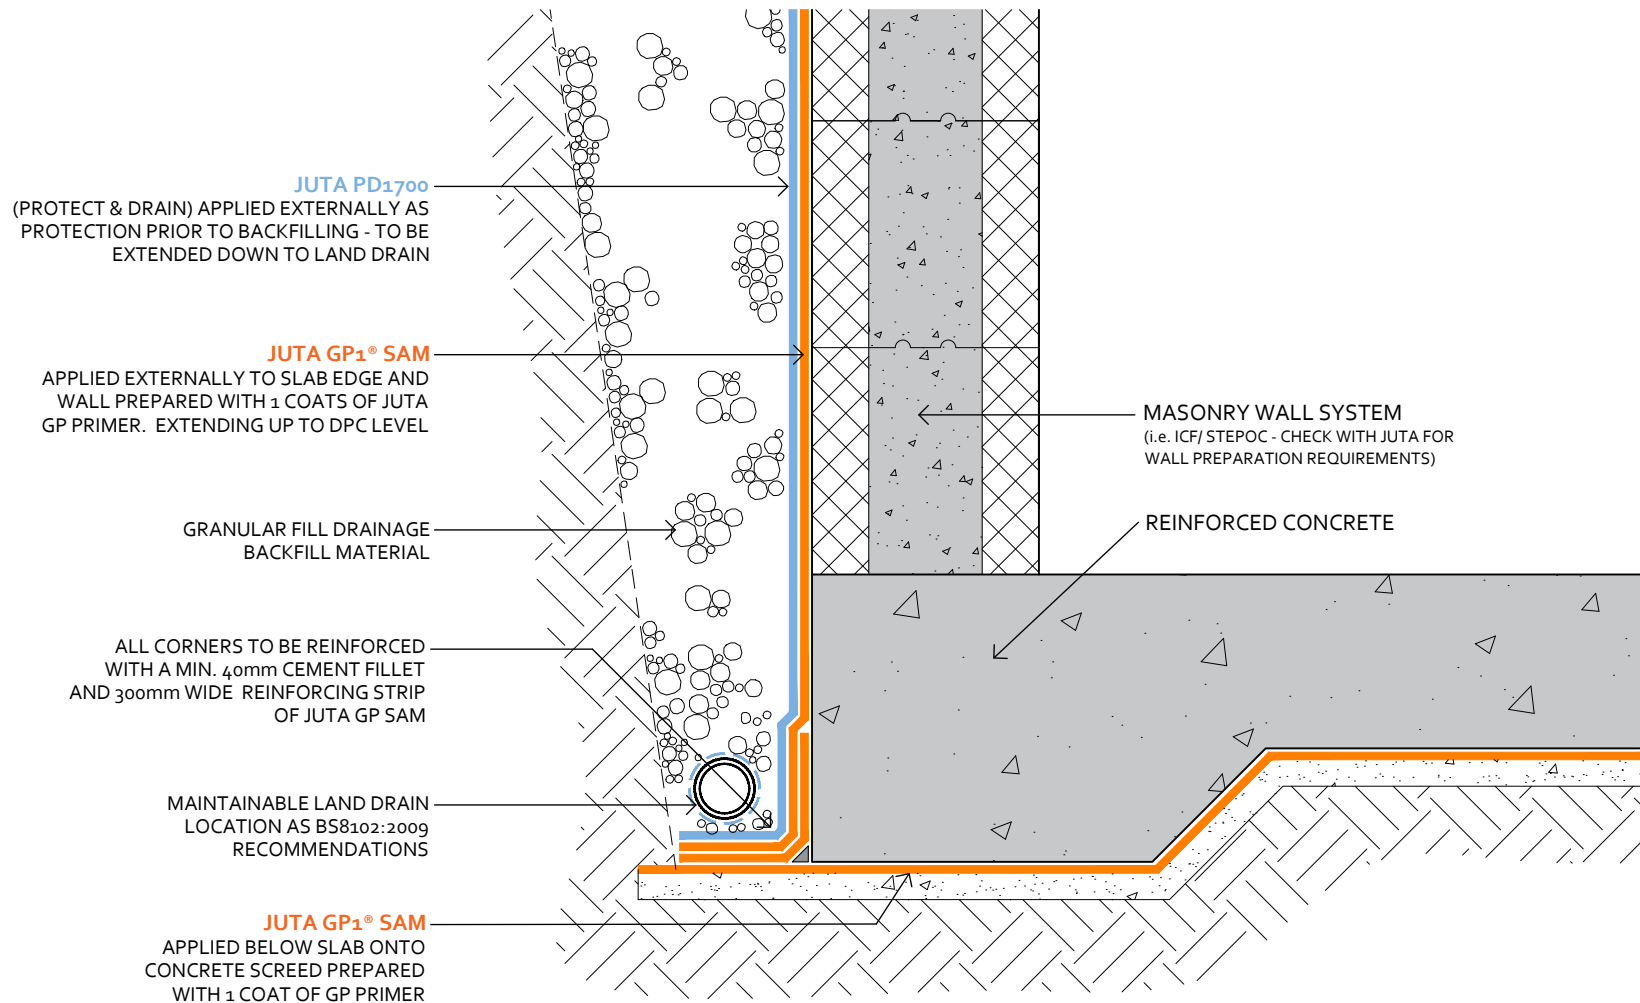 JUTA PD1700
(PROTECT & DRAIN) APPLIED EXTERNALLY AS
PROTECTION PRIOR TO BACKFILLING - TO BE
EXTENDED DOWN TO LAND DRAIN
JUTA GP1® SAM
APPLIED EXTERNALLY TO SLAB EDGE AND
WALL PREPARED WITH 1 COATS OF JUTA
GP PRIMER. EXTENDING UP TO DPC LEVEL
GRANULAR FILL DRAINAGE
BACKFILL MATERIAL
ALL CORNERS TO BE REINFORCED
WITH A MIN. 40mm CEMENT FILLET
AND 300mm WIDE REINFORCING STRIP
OF JUTA GP SAM
MAINTAINABLE LAND DRAIN
LOCATION AS BS8102:2009
RECOMMENDATIONS
JUTA GP1® SAM
APPLIED BELOW SLAB ONTO
CONCRETE SCREED PREPARED
WITH 1 COAT OF GP PRIMER
MASONRY WALL SYSTEM
(i.e. ICF/ STEPOC - CHECK WITH JUTA FOR
WALL PREPARATION REQUIREMENTS)
REINFORCED CONCRETE